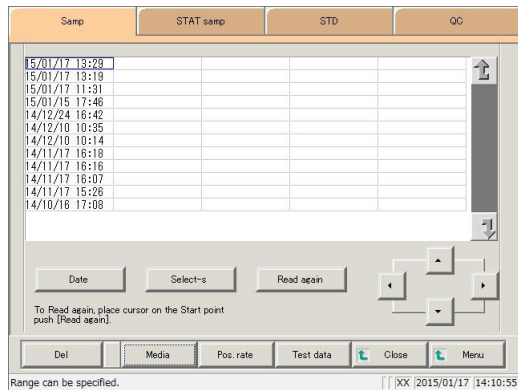 Samp STAT samp STD QC
15/01/17 13:29
15/01/17 13:19
15/01/17 11:31
15/01/15 17:46
14/12/24 16:42
14/12/10 10:35
14/12/10 10:14
14/11/17 16:18
14/11/17 16:16
14/11/17 16:07
14/11/17 15:26
14/10/16 17:08
Date Select-s Read again
To Read again, place cursor on the Start point
push [Read again].
Del Media Pos. rate Test data Close Menu
Range can be specified. XX 2015/01/17 14:10:55